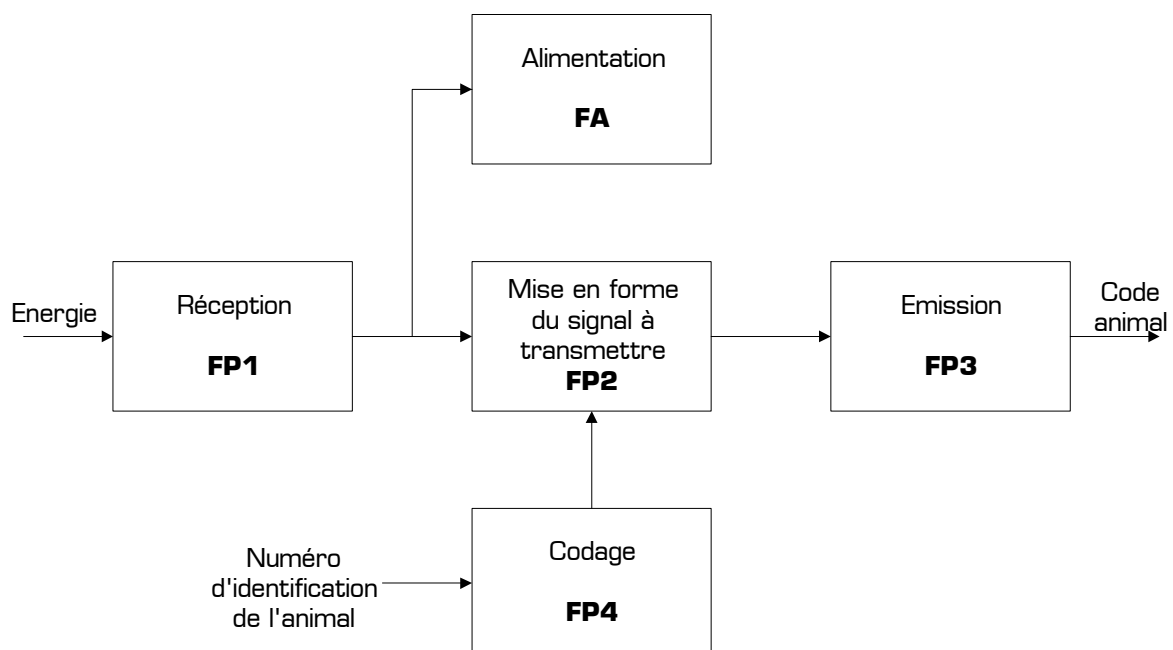 Alimentation
FA
Energie
Réception
FP1
Mise en forme
du signal à
transmettre
FP2
Emission
FP3
Code
animal
Numéro
d'identification
de l'animal
Codage
FP4